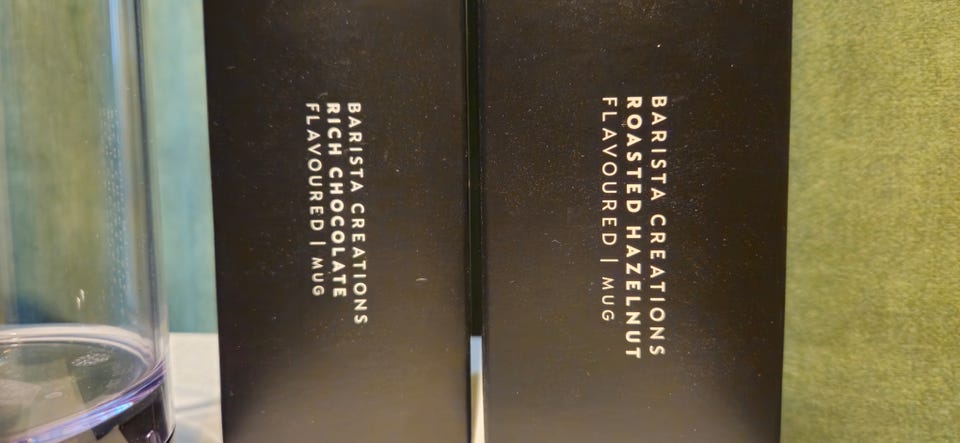 BARISTA CREATIONS
RICH CHOCOLATE
FLAVOURED | MUG
BARISTA CREATIONS
ROASTED HAZELNUT
FLAVOURED | MUG